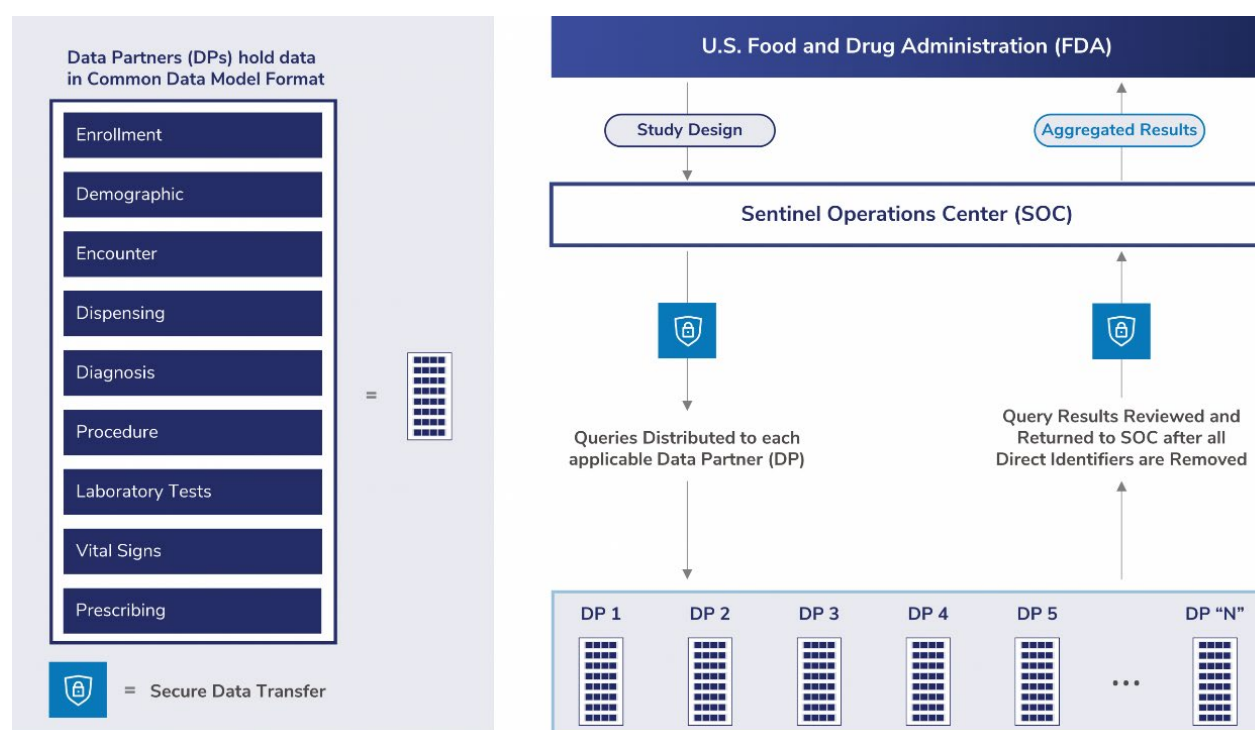 Data Partners (DPs) hold data
in Common Data Model Format
Enrollment
Demographic
Encounter
Dispensing
Diagnosis
Procedure
Laboratory Tests
Vital Signs
Prescribing
=
= Secure Data Transfer
U.S. Food and Drug Administration (FDA)
Study Design
Aggregated Results
Sentinel Operations Center (SOC)
Queries Distributed to each
applicable Data Partner (DP)
Query Results Reviewed and
Returned to SOC after all
Direct Identifiers are Removed
DP 1 DP 2 DP 3 DP 4 DP 5 DP “N”
...